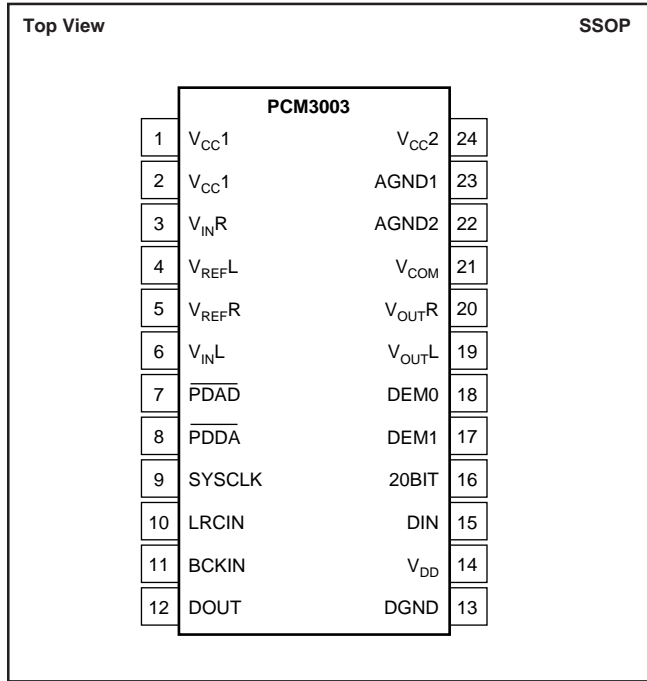 Top View SSOP
PCM3003
1 VCC1 VCC2 24
2 VCC1 AGND1 23
3 VINR AGND2 22
4 VREFL VCOM 21
5 VREFR VOUTR 20
6 VINL VOUTL 19
7 PDAD DEM0 18
8 PDDA DEM1 17
9 SYSCLK 20BIT 16
10 LRCIN DIN 15
11 BCKIN VDD 14
12 DOUT DGND 13